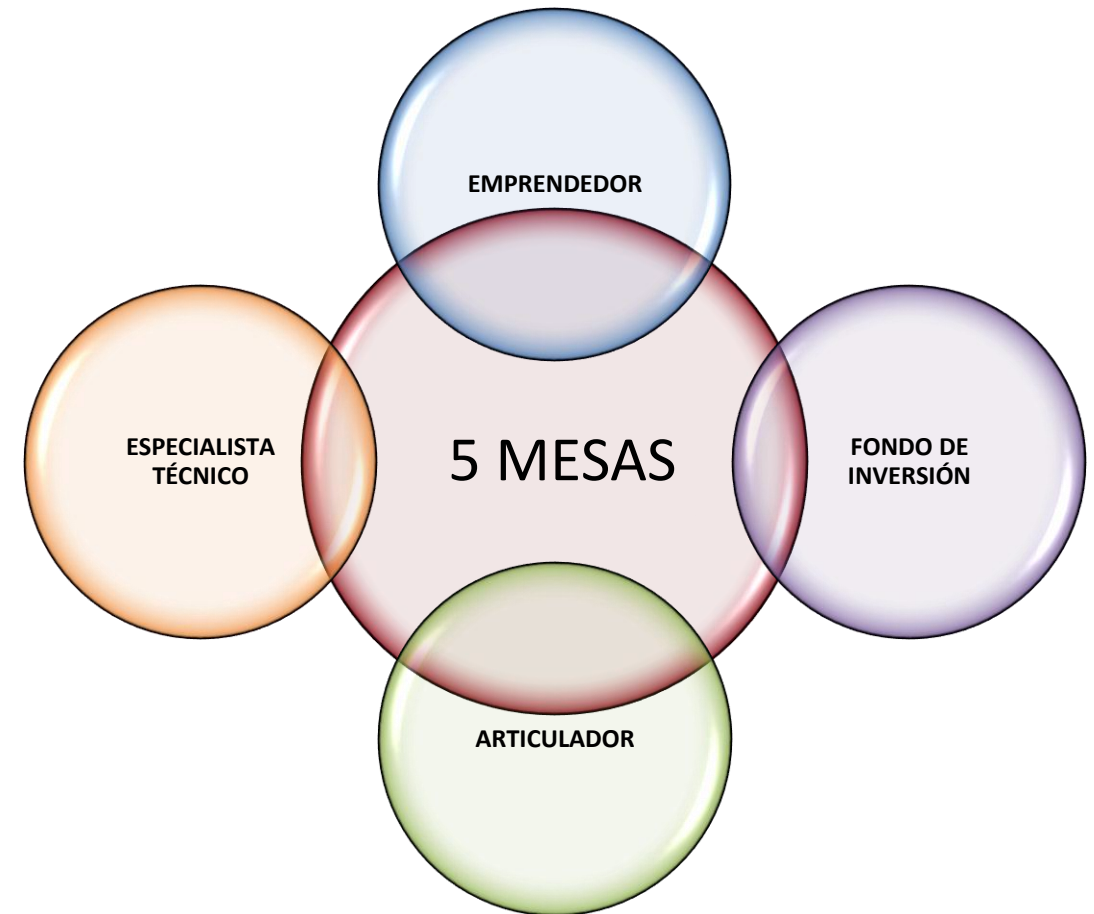 EMPRENDEDOR
ESPECIALISTA
TÉCNICO
5 MESAS
FONDO DE
INVERSIÓN
ARTICULADOR